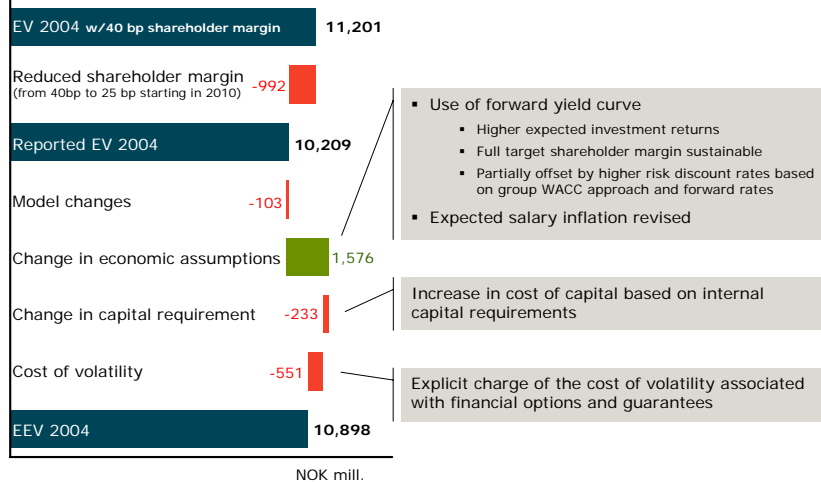 EV 2004 w/40 bp shareholder margin 11,201
Reduced shareholder margin -992
(from 40bp to 25 bp starting in 2010)
Reported EV 2004 10,209
Model changes -103
Change in economic assumptions 1,576
Change in capital requirement -233
Cost of volatility -551
EEV 2004 10,898
NOK mill.
▪ Use of forward yield curve
▪ Higher expected investment returns
▪ Full target shareholder margin sustainable
▪ Partially offset by higher risk discount rates based
on group WACC approach and forward rates
▪ Expected salary inflation revised
Increase in cost of capital based on internal
capital requirements
Explicit charge of the cost of volatility associated
with financial options and guarantees